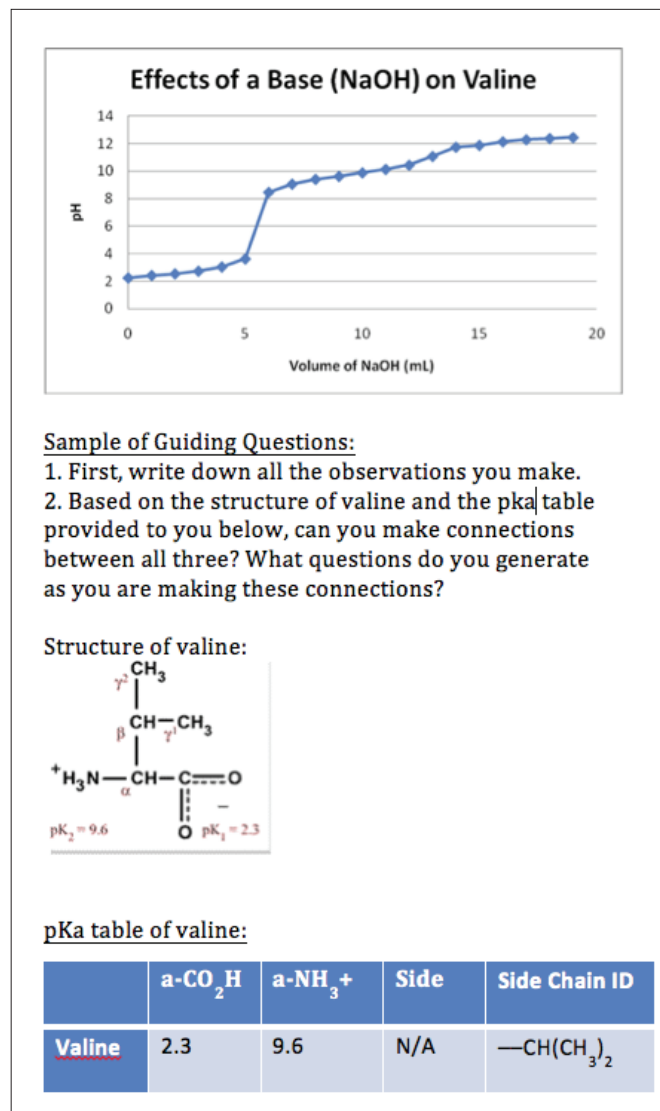 Effects of a Base (NaOH) on Valine
14
12
10
8
6
4
2
0
pH
0 5 10 15 20
Volume of NaOH (mL)
Sample of Guiding Questions:
1. First, write down all the observations you make.
2. Based on the structure of valine and the pka table
provided to you below, can you make connections
between all three? What questions do you generate
as you are making these connections?
Structure of valine:
γ² CH₃
β CH—CH₃
γ¹
⁺H₃N—CH—C=O
α
−
pK₂ = 9.6 O pK₁ = 2.3
pKa table of valine:
a-CO₂H a-NH₃+ Side Side Chain ID
Valine 2.3 9.6 N/A —CH(CH₃)₂